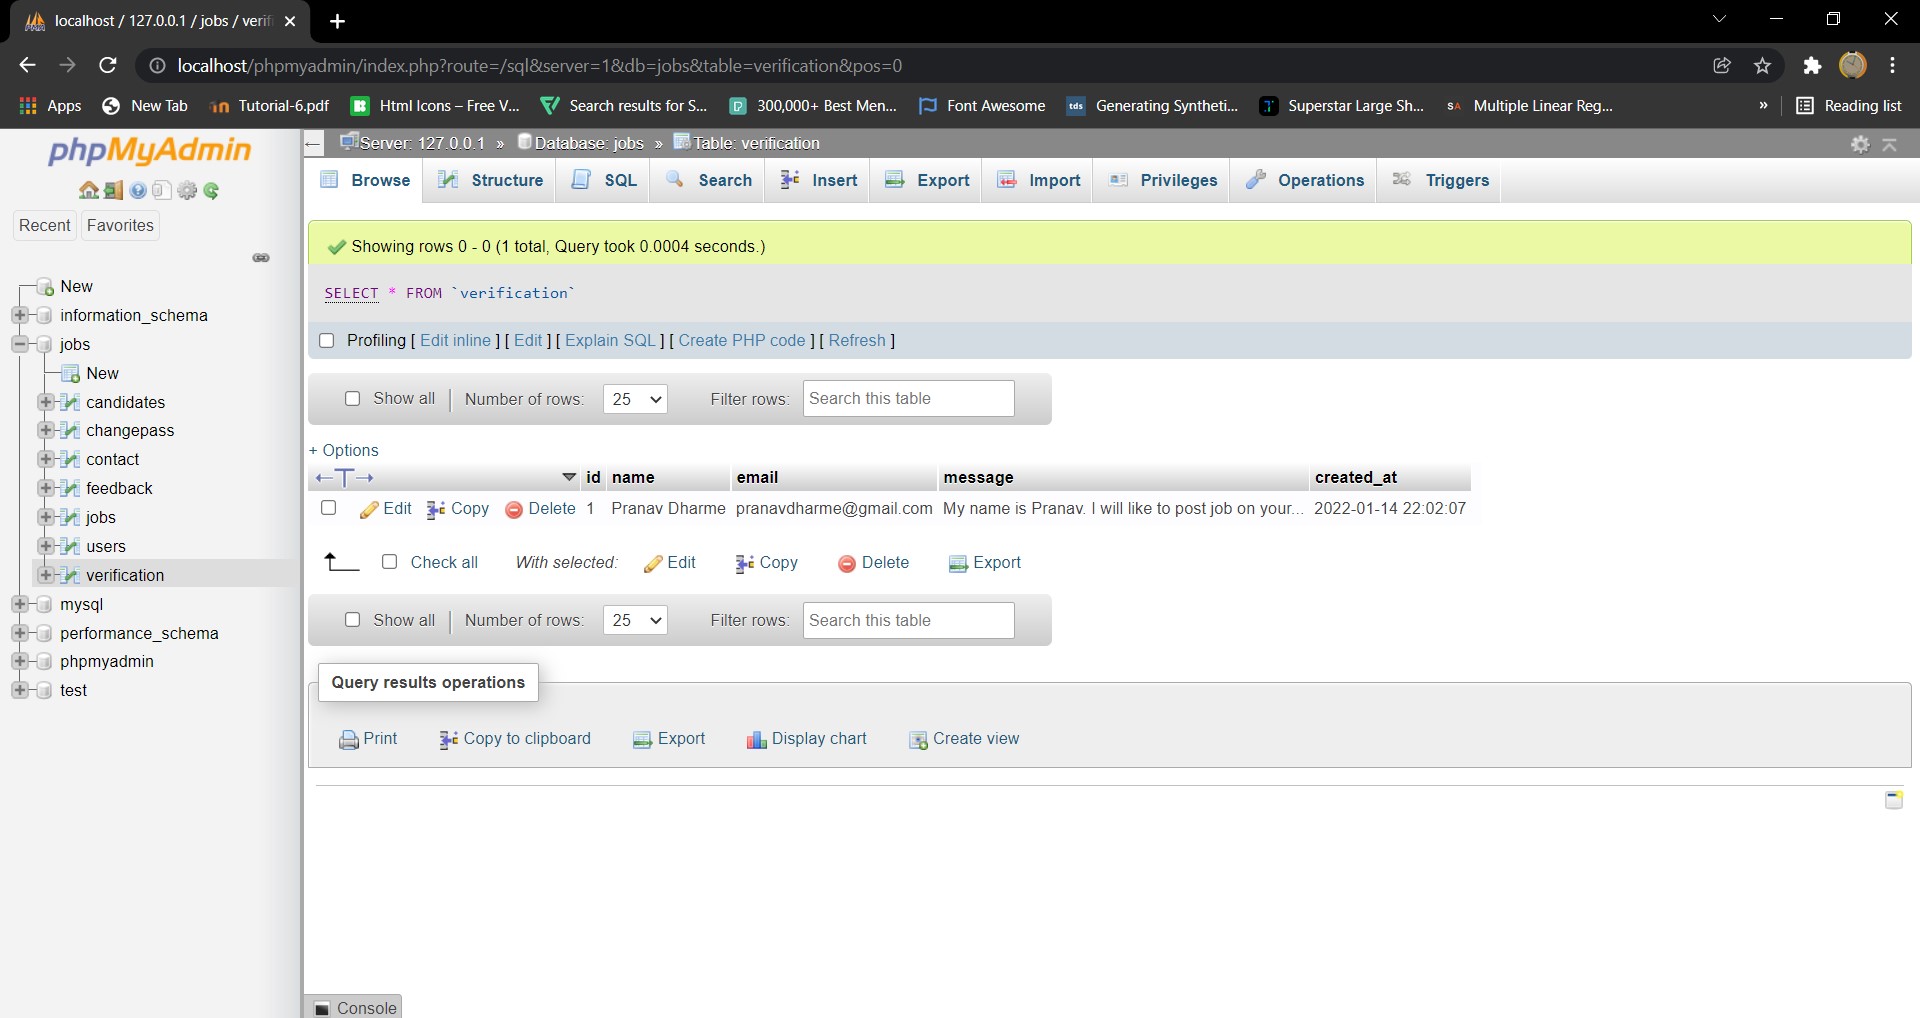 localhost / 127.0.0.1 / jobs / verifi
localhost/phpmyadmin/index.php?route=/sql&server=1&db=jobs&table=verification&pos=0
Apps New Tab Tutorial-6.pdf Html Icons – Free V... Search results for S... 300,000+ Best Men... Font Awesome tds Generating Syntheti... Superstar Large Sh... SA Multiple Linear Reg... » Reading list
phpMyAdmin
Recent Favorites
New
information_schema
jobs
New
candidates
changepass
contact
feedback
jobs
users
verification
mysql
performance_schema
phpmyadmin
test
Server: 127.0.0.1 » Database: jobs » Table: verification
Browse Structure SQL Search Insert Export Import Privileges Operations Triggers
Showing rows 0 - 0 (1 total, Query took 0.0004 seconds.)
SELECT * FROM `verification`
Profiling [ Edit inline ] [ Edit ] [ Explain SQL ] [ Create PHP code ] [ Refresh ]
Show all | Number of rows: 25 Filter rows: Search this table
+ Options
←T→ id name email message created_at
Edit Copy Delete 1 Pranav Dharme pranavdharme@gmail.com My name is Pranav. I will like to post job on your... 2022-01-14 22:02:07
Check all With selected: Edit Copy Delete Export
Show all | Number of rows: 25 Filter rows: Search this table
Query results operations
Print Copy to clipboard Export Display chart Create view
Console